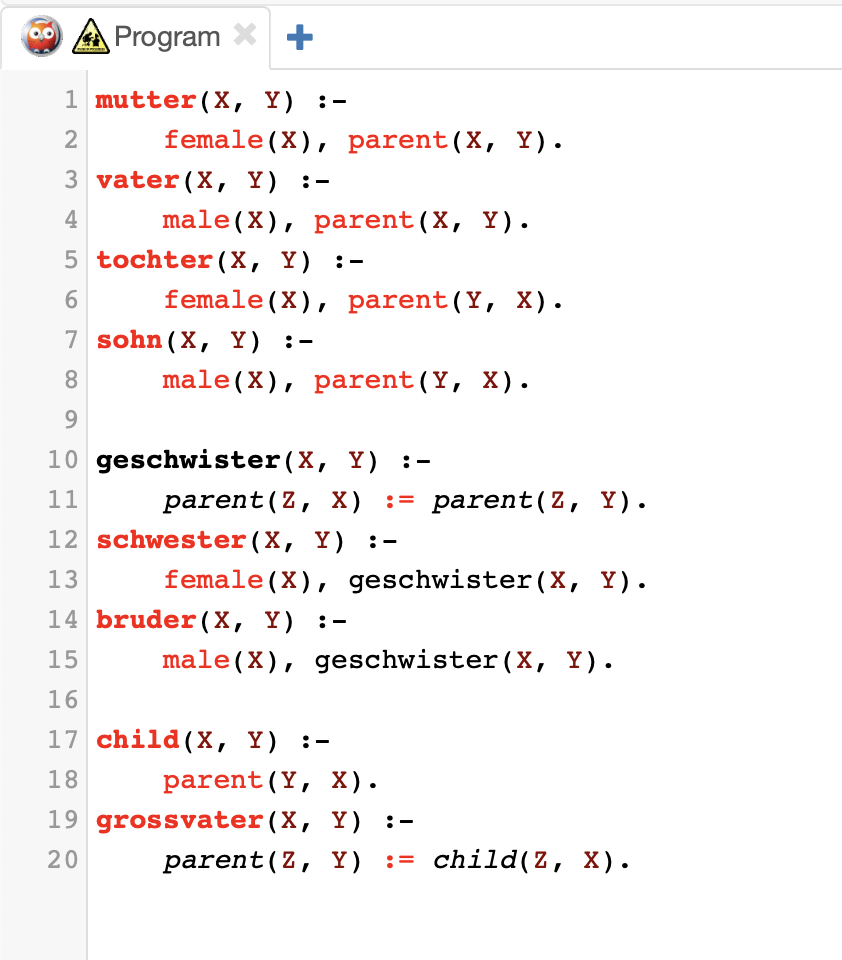 Program
1 mutter(X, Y) :-
2     female(X), parent(X, Y).
3 vater(X, Y) :-
4     male(X), parent(X, Y).
5 tochter(X, Y) :-
6     female(X), parent(Y, X).
7 sohn(X, Y) :-
8     male(X), parent(Y, X).
9
10 geschwister(X, Y) :-
11     parent(Z, X) := parent(Z, Y).
12 schwester(X, Y) :-
13     female(X), geschwister(X, Y).
14 bruder(X, Y) :-
15     male(X), geschwister(X, Y).
16
17 child(X, Y) :-
18     parent(Y, X).
19 grossvater(X, Y) :-
20     parent(Z, Y) := child(Z, X).